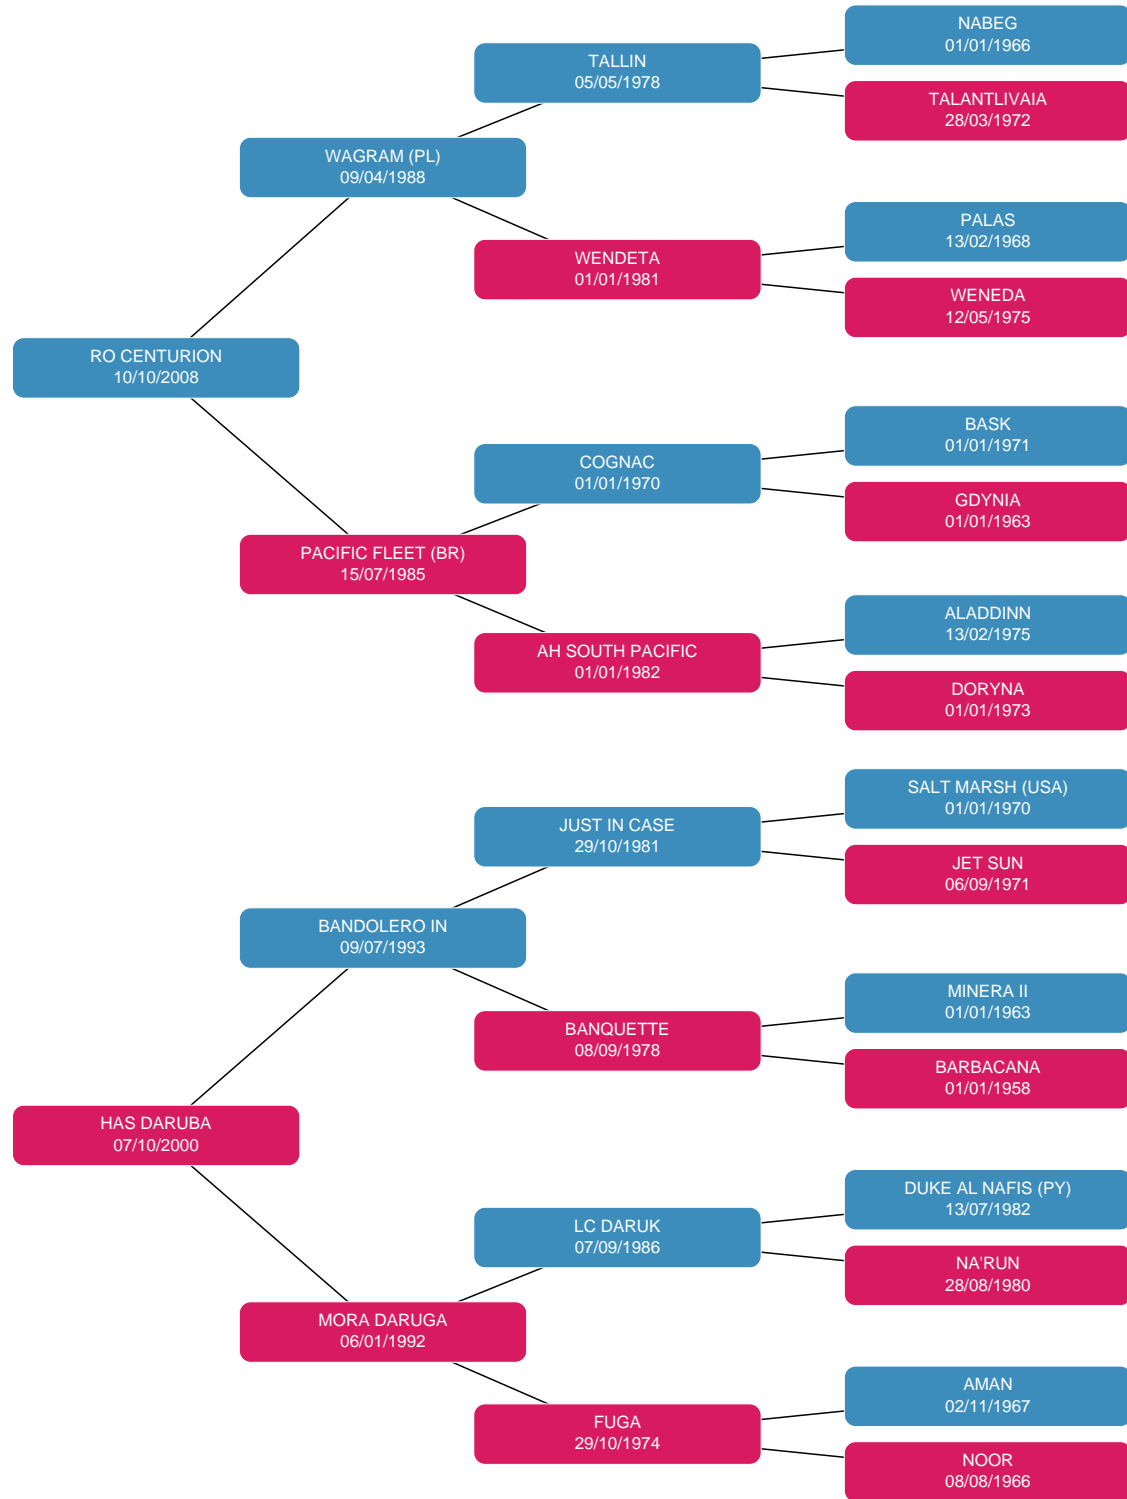 NABEG
01/01/1966
TALLIN
05/05/1978
TALANTLIVAIA
28/03/1972
WAGRAM (PL)
09/04/1988
PALAS
13/02/1968
WENDETA
01/01/1981
WENEDA
12/05/1975
RO CENTURION
10/10/2008
BASK
01/01/1971
COGNAC
01/01/1970
GDYNIA
01/01/1963
PACIFIC FLEET (BR)
15/07/1985
ALADDINN
13/02/1975
AH SOUTH PACIFIC
01/01/1982
DORYNA
01/01/1973
SALT MARSH (USA)
01/01/1970
JUST IN CASE
29/10/1981
JET SUN
06/09/1971
BANDOLERO IN
09/07/1993
MINERA II
01/01/1963
BANQUETTE
08/09/1978
BARBACANA
01/01/1958
HAS DARUBA
07/10/2000
DUKE AL NAFIS (PY)
13/07/1982
LC DARUK
07/09/1986
NA'RUN
28/08/1980
MORA DARUGA
06/01/1992
AMAN
02/11/1967
FUGA
29/10/1974
NOOR
08/08/1966